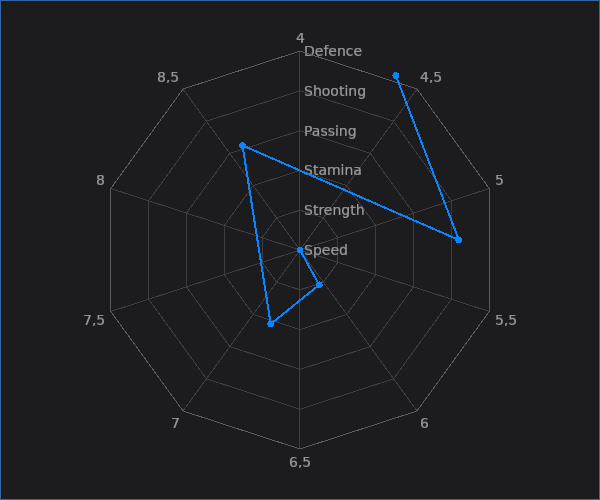 4
Defence
8,5
4,5
Shooting
Passing
Stamina
8
5
Strength
Speed
7,5
5,5
7
6
6,5